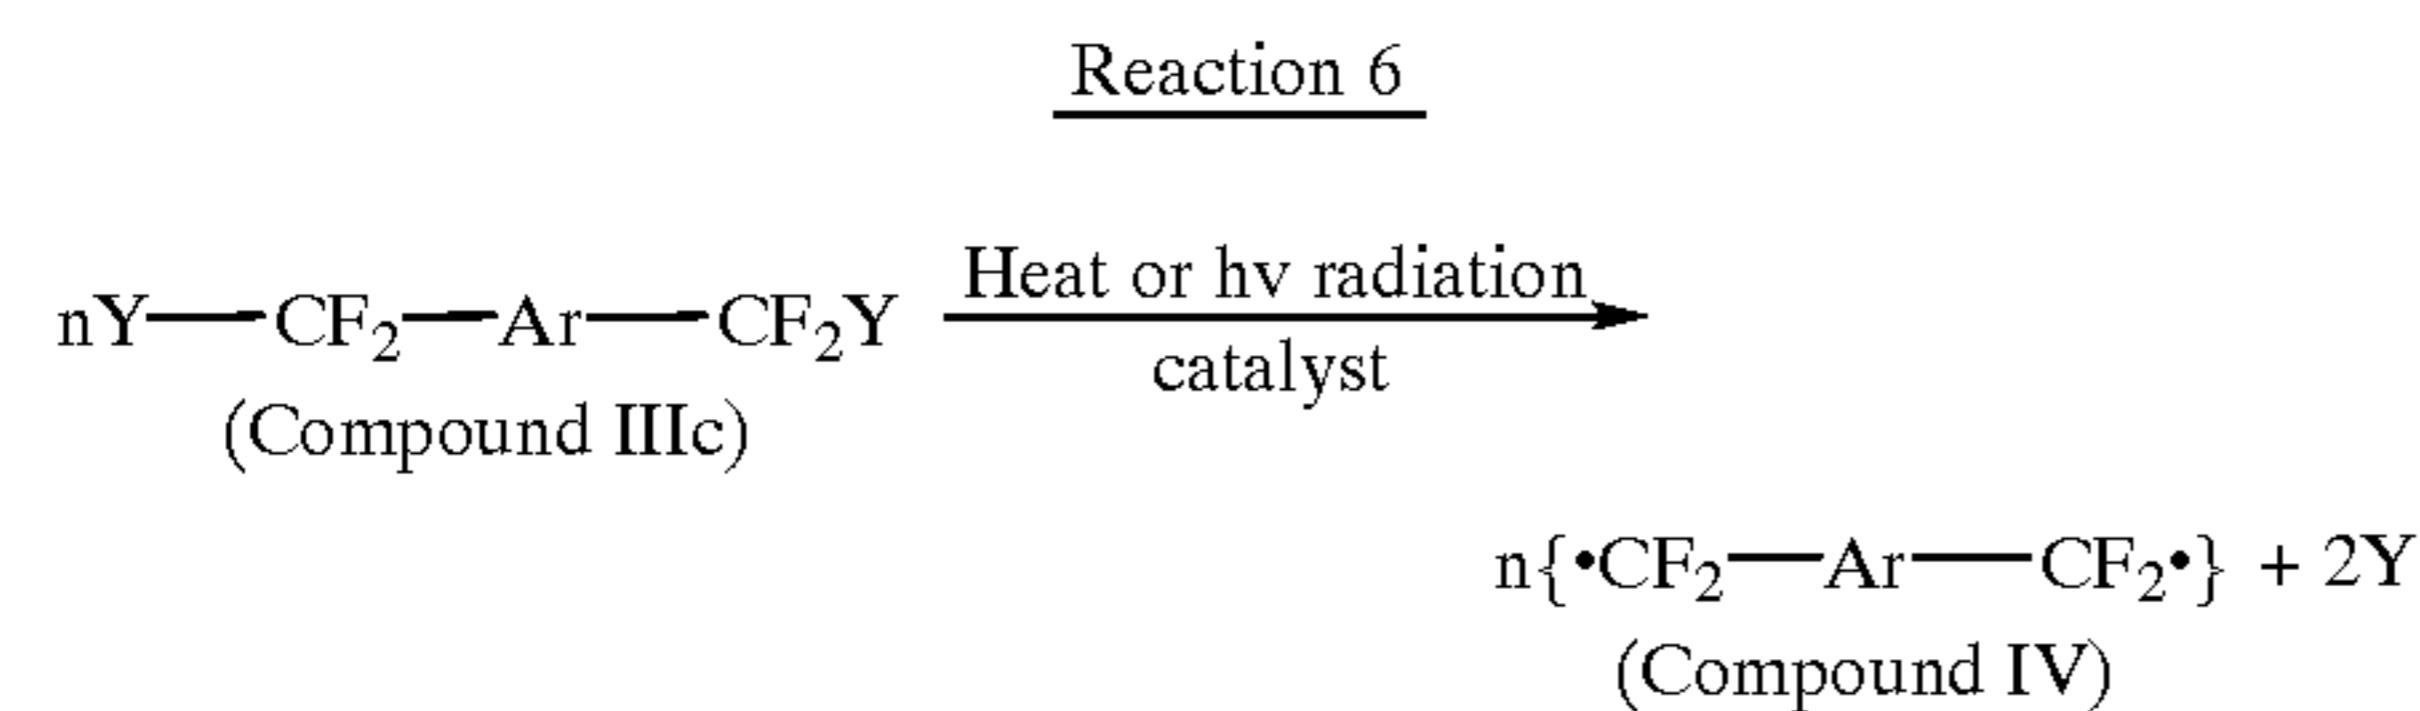 Reaction 6
nY—CF₂—Ar—CF₂Y
Heat or hv radiation
catalyst
(Compound IIIc)
n{•CF₂—Ar—CF₂•} + 2Y
(Compound IV)